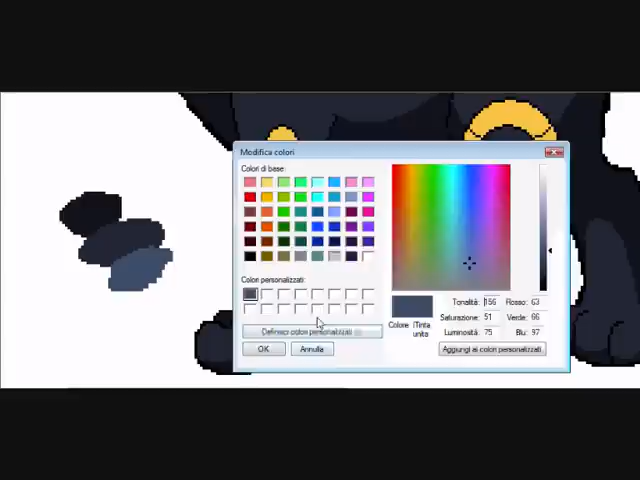 Modifica colori
Colori di base:
Colori personalizzati:
Definisci colori personalizzati >>
OK
Annulla
Colore |Tinta unita
Tonalità: 156
Saturazione: 51
Luminosità: 75
Rosso: 63
Verde: 66
Blu: 97
Aggiungi ai colori personalizzati